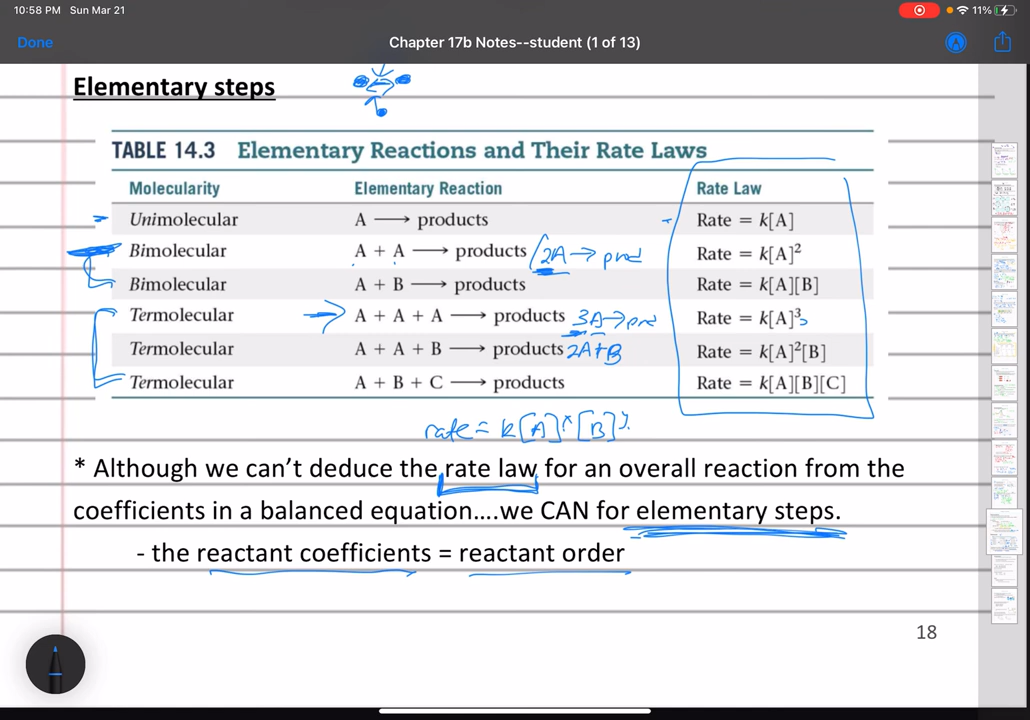 10:58 PM Sun Mar 21 11%
Done Chapter 17b Notes--student (1 of 13)
Elementary steps
TABLE 14.3 Elementary Reactions and Their Rate Laws
Molecularity Elementary Reaction Rate Law
Unimolecular A ⟶ products Rate = k[A]
Bimolecular A + A ⟶ products (2A → prod Rate = k[A]²
Bimolecular A + B ⟶ products Rate = k[A][B]
Termolecular A + A + A ⟶ products 3A → prd Rate = k[A]³
Termolecular A + A + B ⟶ products 2A+B Rate = k[A]²[B]
Termolecular A + B + C ⟶ products Rate = k[A][B][C]
rate = k[A]ˣ[B]ʸ
* Although we can’t deduce the rate law for an overall reaction from the
coefficients in a balanced equation....we CAN for elementary steps.
- the reactant coefficients = reactant order
18